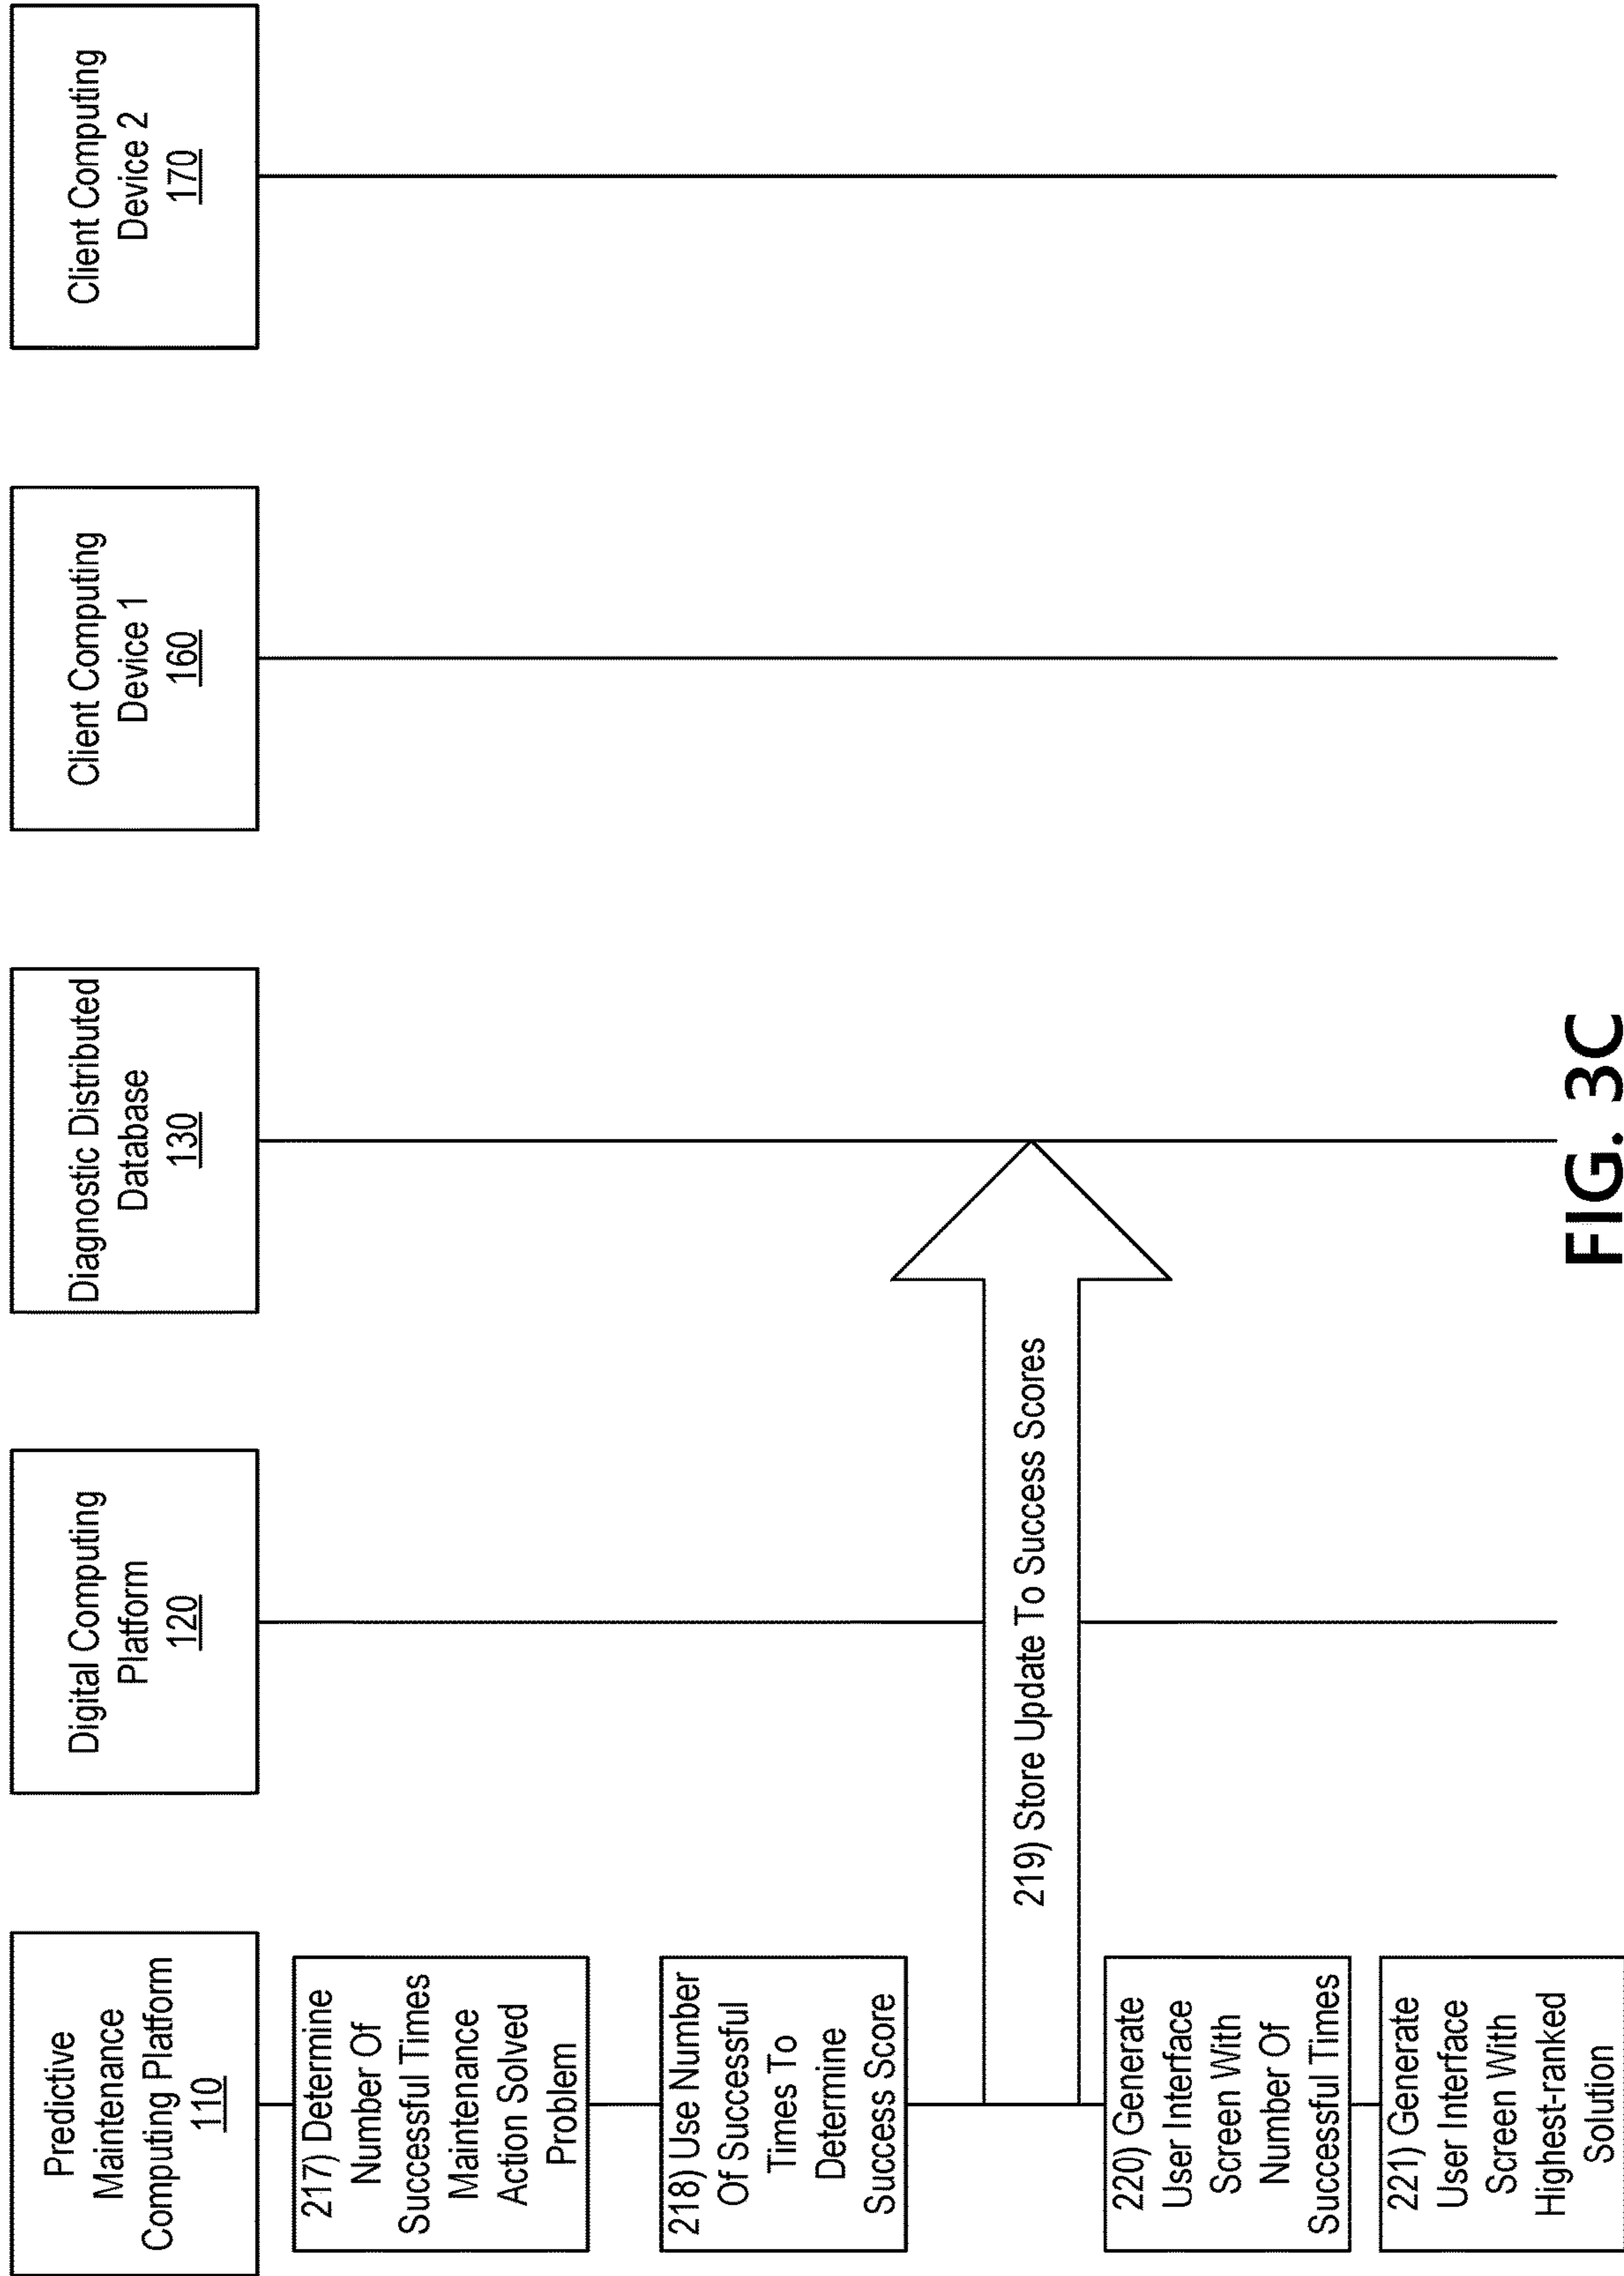 Predictive
Maintenance
Computing Platform
110
Digital Computing
Platform
120
Diagnostic Distributed
Database
130
Client Computing
Device 1
160
Client Computing
Device 2
170
217) Determine
Number Of
Successful Times
Maintenance
Action Solved
Problem
218) Use Number
Of Successful
Times To
Determine
Success Score
219) Store Update To Success Scores
220) Generate
User Interface
Screen With
Number Of
Successful Times
221) Generate
User Interface
Screen With
Highest-ranked
Solution
FIG. 3C